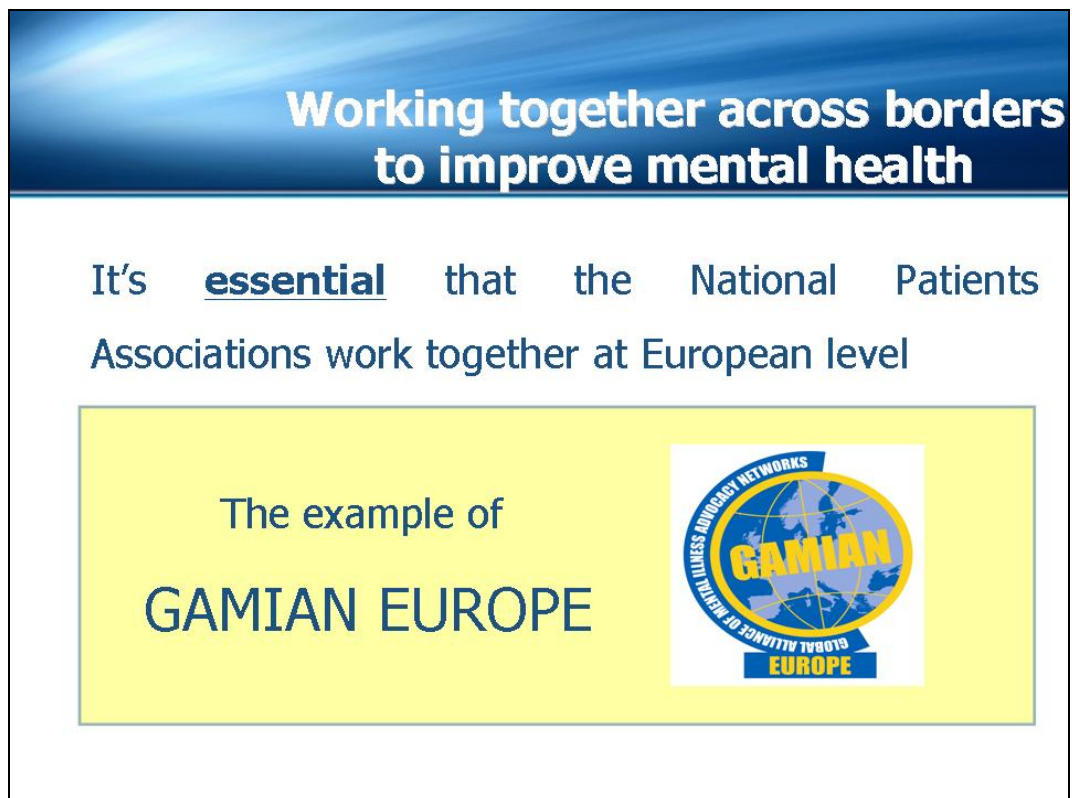 Working together across borders
to improve mental health
It's essential that the National Patients
Associations work together at European level
The example of
GAMIAN EUROPE
GLOBAL ALLIANCE OF MENTAL ILLNESS ADVOCACY NETWORKS
GAMIAN
EUROPE